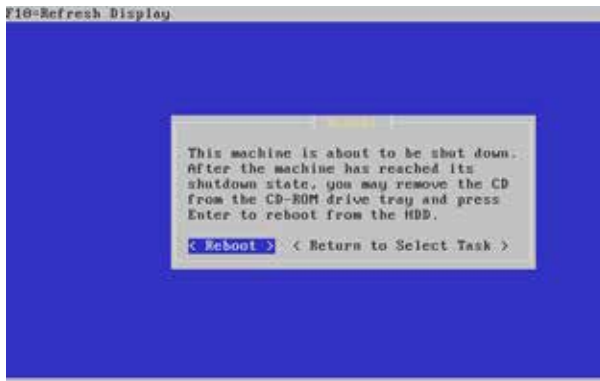 F10=Refresh Display
This machine is about to be shut down.
After the machine has reached its
shutdown state, you may remove the CD
from the CD-ROM drive tray and press
Enter to reboot from the HDD.
< Reboot > < Return to Select Task >